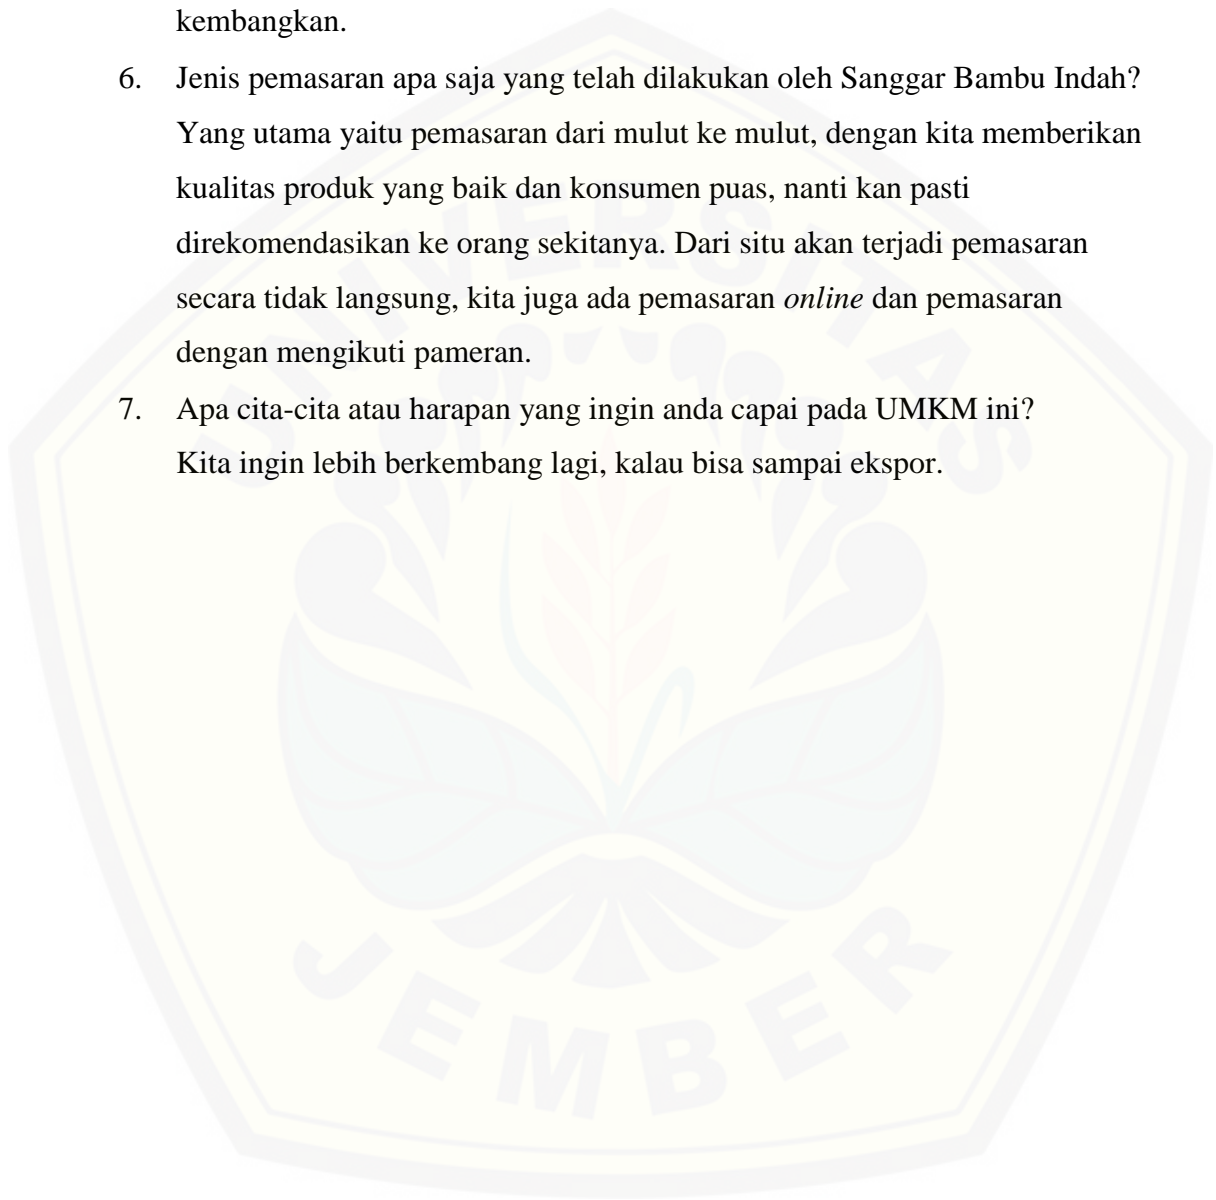 kembangkan.
6. Jenis pemasaran apa saja yang telah dilakukan oleh Sanggar Bambu Indah?
Yang utama yaitu pemasaran dari mulut ke mulut, dengan kita memberikan
kualitas produk yang baik dan konsumen puas, nanti kan pasti
direkomendasikan ke orang sekitanya. Dari situ akan terjadi pemasaran
secara tidak langsung, kita juga ada pemasaran online dan pemasaran
dengan mengikuti pameran.
7. Apa cita-cita atau harapan yang ingin anda capai pada UMKM ini?
Kita ingin lebih berkembang lagi, kalau bisa sampai ekspor.
UNIVERSITAS
JEMBER